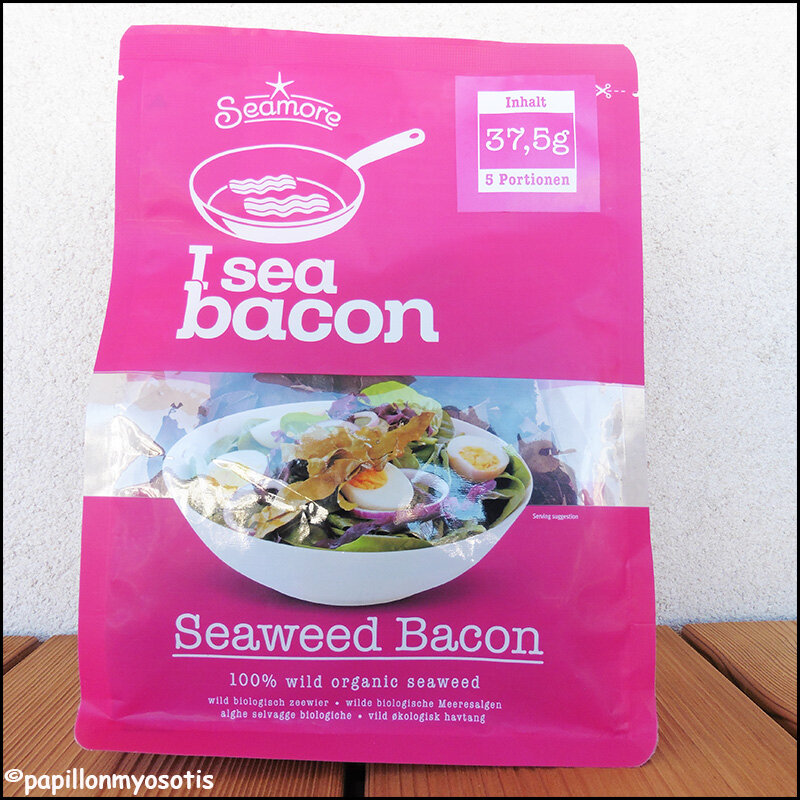 Seamore
Inhalt
37,5g
5 Portionen
I sea
bacon
Serving suggestion
Seaweed Bacon
100% wild organic seaweed
wild biologisch zeewier • wilde biologische Meeresalgen
alghe selvagge biologiche • vild økologisk havtang
©papillonmyosotis